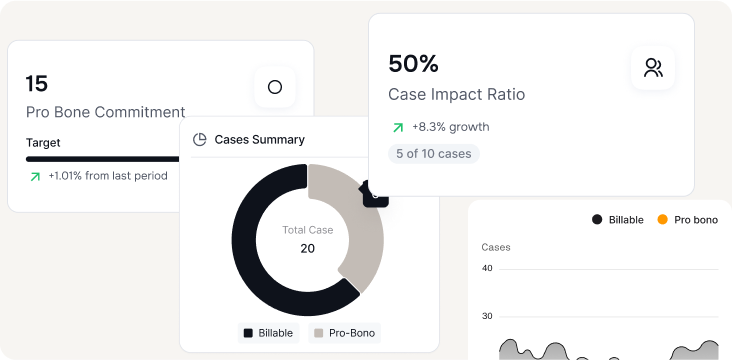 15
Pro Bone Commitment
Target
+1.01% from last period
Cases Summary
Total Case
20
Billable
Pro-Bono
50%
Case Impact Ratio
+8.3% growth
5 of 10 cases
Billable
Pro bono
Cases
40
30